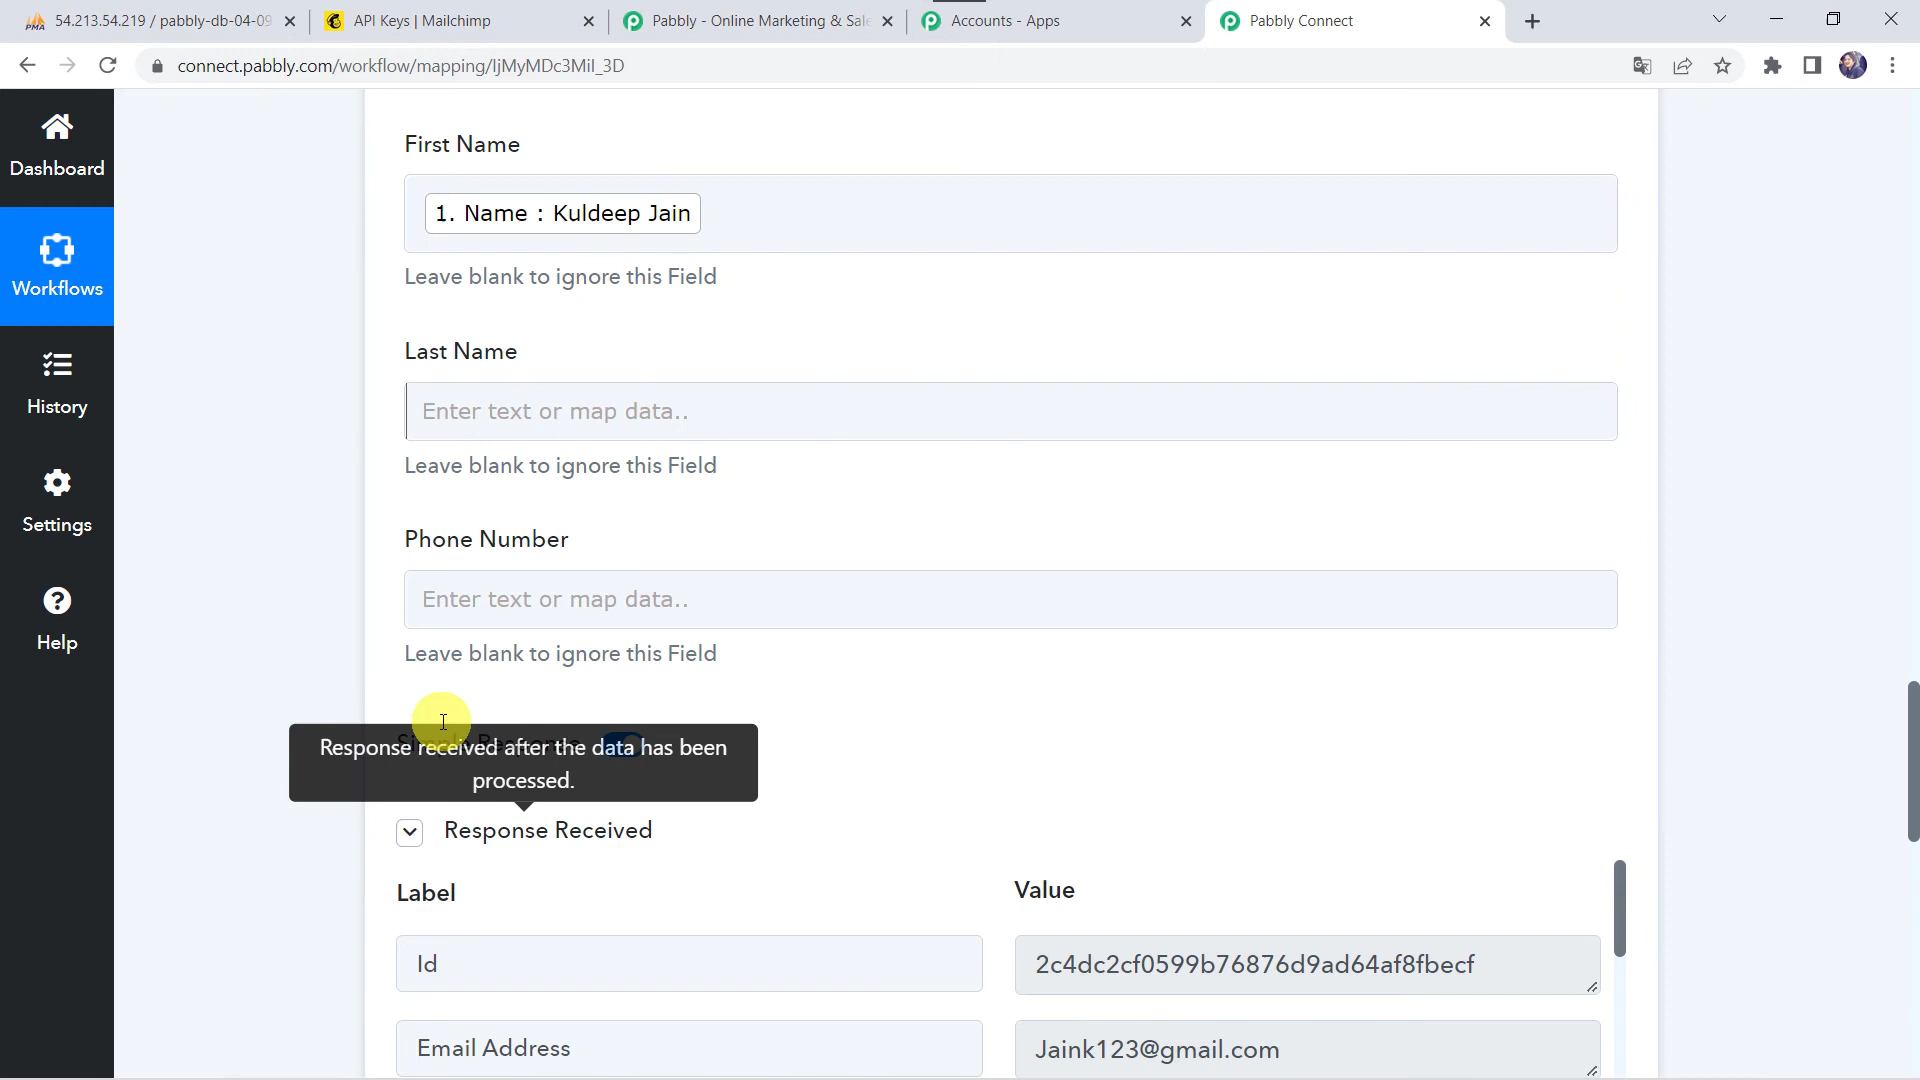 54.213.54.219 / pabbly-db-04-09
API Keys | Mailchimp
Pabbly - Online Marketing & Sale
Accounts - Apps
Pabbly Connect
connect.pabbly.com/workflow/mapping/IjMyMDc3MiI_3D
Dashboard
Workflows
History
Settings
Help
First Name
1. Name : Kuldeep Jain
Leave blank to ignore this Field
Last Name
Enter text or map data..
Leave blank to ignore this Field
Phone Number
Enter text or map data..
Leave blank to ignore this Field
Response received after the data has been
processed.
Response Received
Label
Value
Id
2c4dc2cf0599b76876d9ad64af8fbecf
Email Address
Jaink123@gmail.com